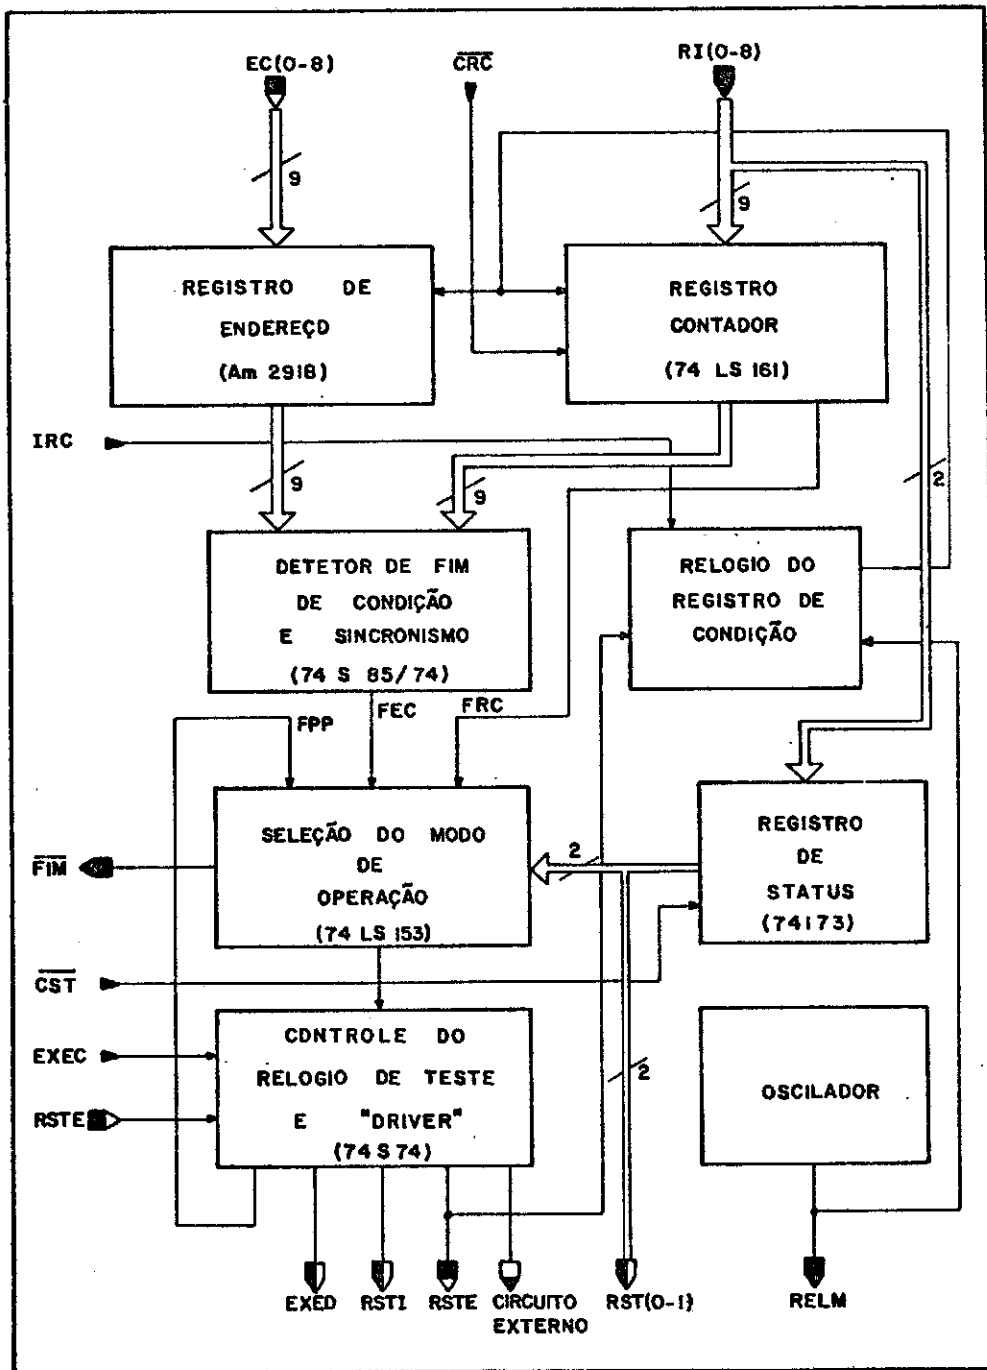 EC(0-8)
CRC
RI(0-8)
9
9
REGISTRO DE
ENDEREÇO
(Am 2918)
REGISTRO
CONTADOR
(74 LS 161)
IRC
9
9
2
DETETOR DE FIM
DE CONDIÇÃO
E SINCRONISMO
(74 S 85/74)
RELOGIO DO
REGISTRO DE
CONDIÇÃO
FPP
FEC
FRC
SELEÇÃO DO MODO
DE
OPERAÇÃO
(74 LS 153)
2
REGISTRO
DE
STATUS
(74173)
FIM
CST
EXEC
RSTE
CONTROLE DO
RELOGIO DE TESTE
E "DRIVER"
(74 S 74)
2
OSCILADOR
EXED
RSTI
RSTE
CIRCUITO
EXTERNO
RST(0-1)
RELM